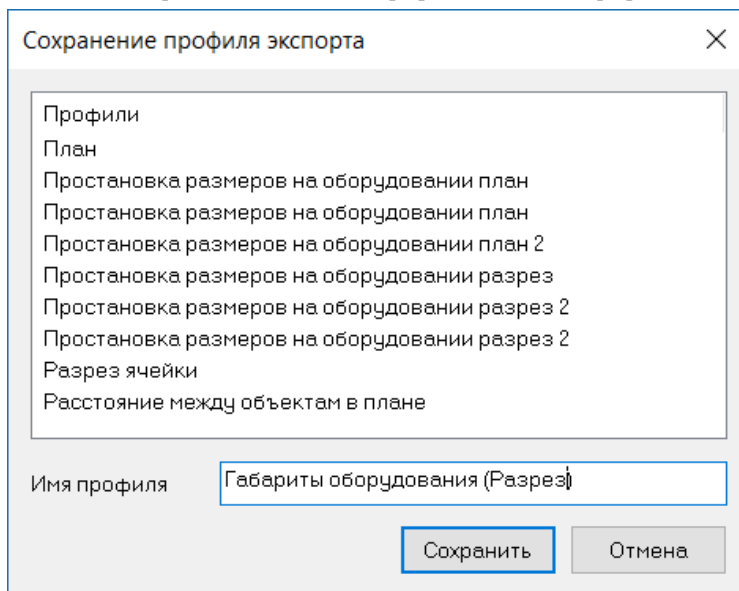 Сохранение профиля экспорта
Профили
План
Простановка размеров на оборудовании план
Простановка размеров на оборудовании план
Простановка размеров на оборудовании план 2
Простановка размеров на оборудовании разрез
Простановка размеров на оборудовании разрез 2
Простановка размеров на оборудовании разрез 2
Разрез ячейки
Расстояние между объектам в плане
Имя профиля Габариты оборудования (Разрез)
Сохранить Отмена